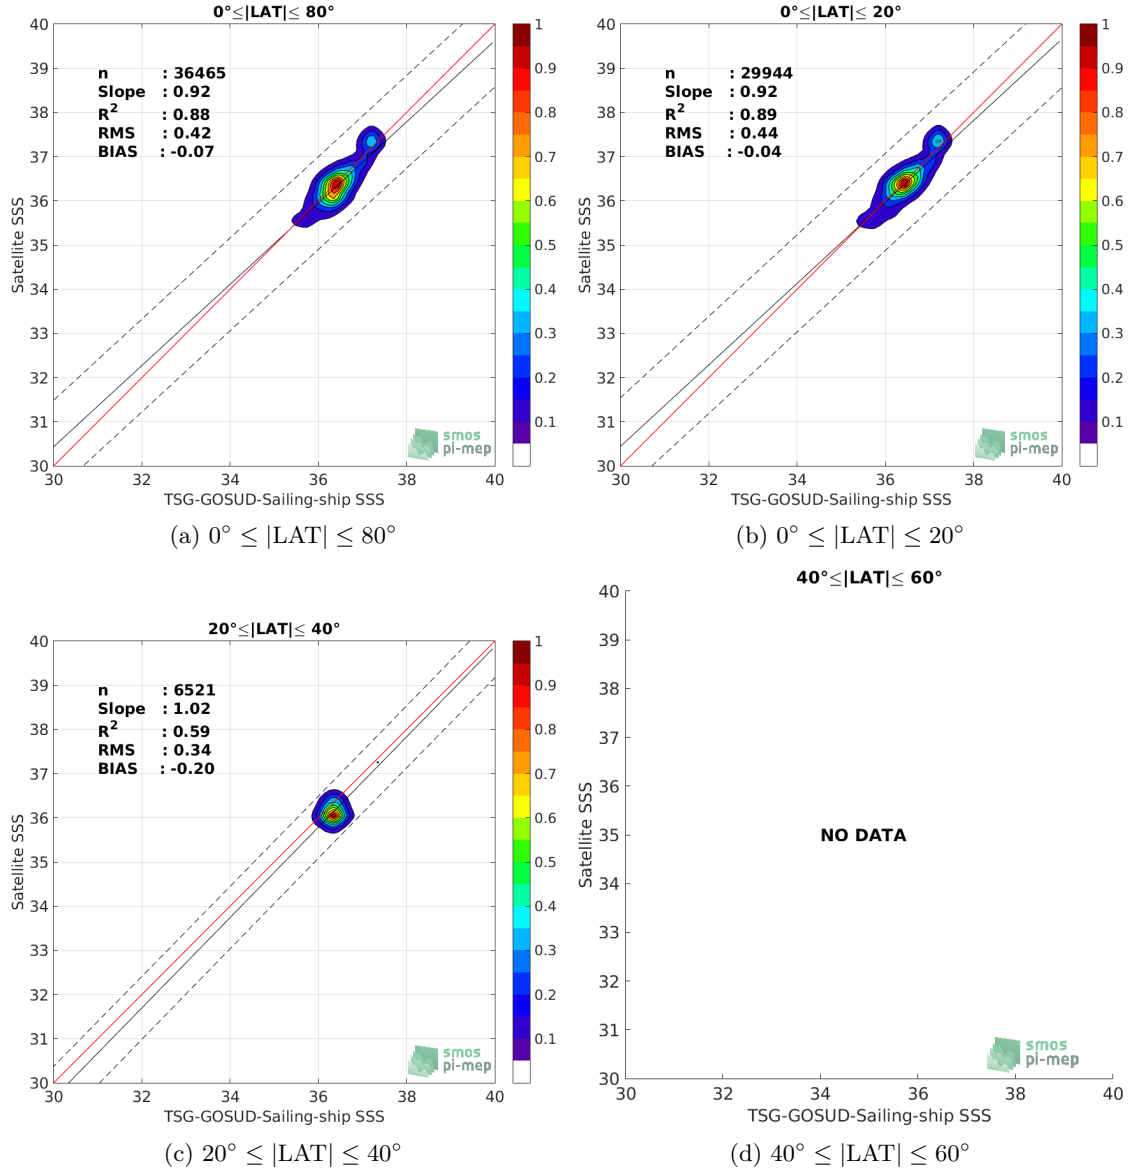 0°≤|LAT|≤ 80°
40
39
38
37
36
35
34
33
32
31
30
Satellite SSS
n : 36465
Slope : 0.92
R2 : 0.88
RMS : 0.42
BIAS : -0.07
smos
pi-mep
30 32 34 36 38 40
TSG-GOSUD-Sailing-ship SSS
1
0.9
0.8
0.7
0.6
0.5
0.4
0.3
0.2
0.1
(a) 0° ≤ |LAT| ≤ 80°
0°≤|LAT|≤ 20°
40
39
38
37
36
35
34
33
32
31
30
Satellite SSS
n : 29944
Slope : 0.92
R2 : 0.89
RMS : 0.44
BIAS : -0.04
smos
pi-mep
30 32 34 36 38 40
TSG-GOSUD-Sailing-ship SSS
1
0.9
0.8
0.7
0.6
0.5
0.4
0.3
0.2
0.1
(b) 0° ≤ |LAT| ≤ 20°
20°≤|LAT|≤ 40°
40
39
38
37
36
35
34
33
32
31
30
Satellite SSS
n : 6521
Slope : 1.02
R2 : 0.59
RMS : 0.34
BIAS : -0.20
smos
pi-mep
30 32 34 36 38 40
TSG-GOSUD-Sailing-ship SSS
1
0.9
0.8
0.7
0.6
0.5
0.4
0.3
0.2
0.1
(c) 20° ≤ |LAT| ≤ 40°
40°≤|LAT|≤ 60°
40
39
38
37
36
35
34
33
32
31
30
Satellite SSS
NO DATA
smos
pi-mep
30 32 34 36 38 40
TSG-GOSUD-Sailing-ship SSS
(d) 40° ≤ |LAT| ≤ 60°